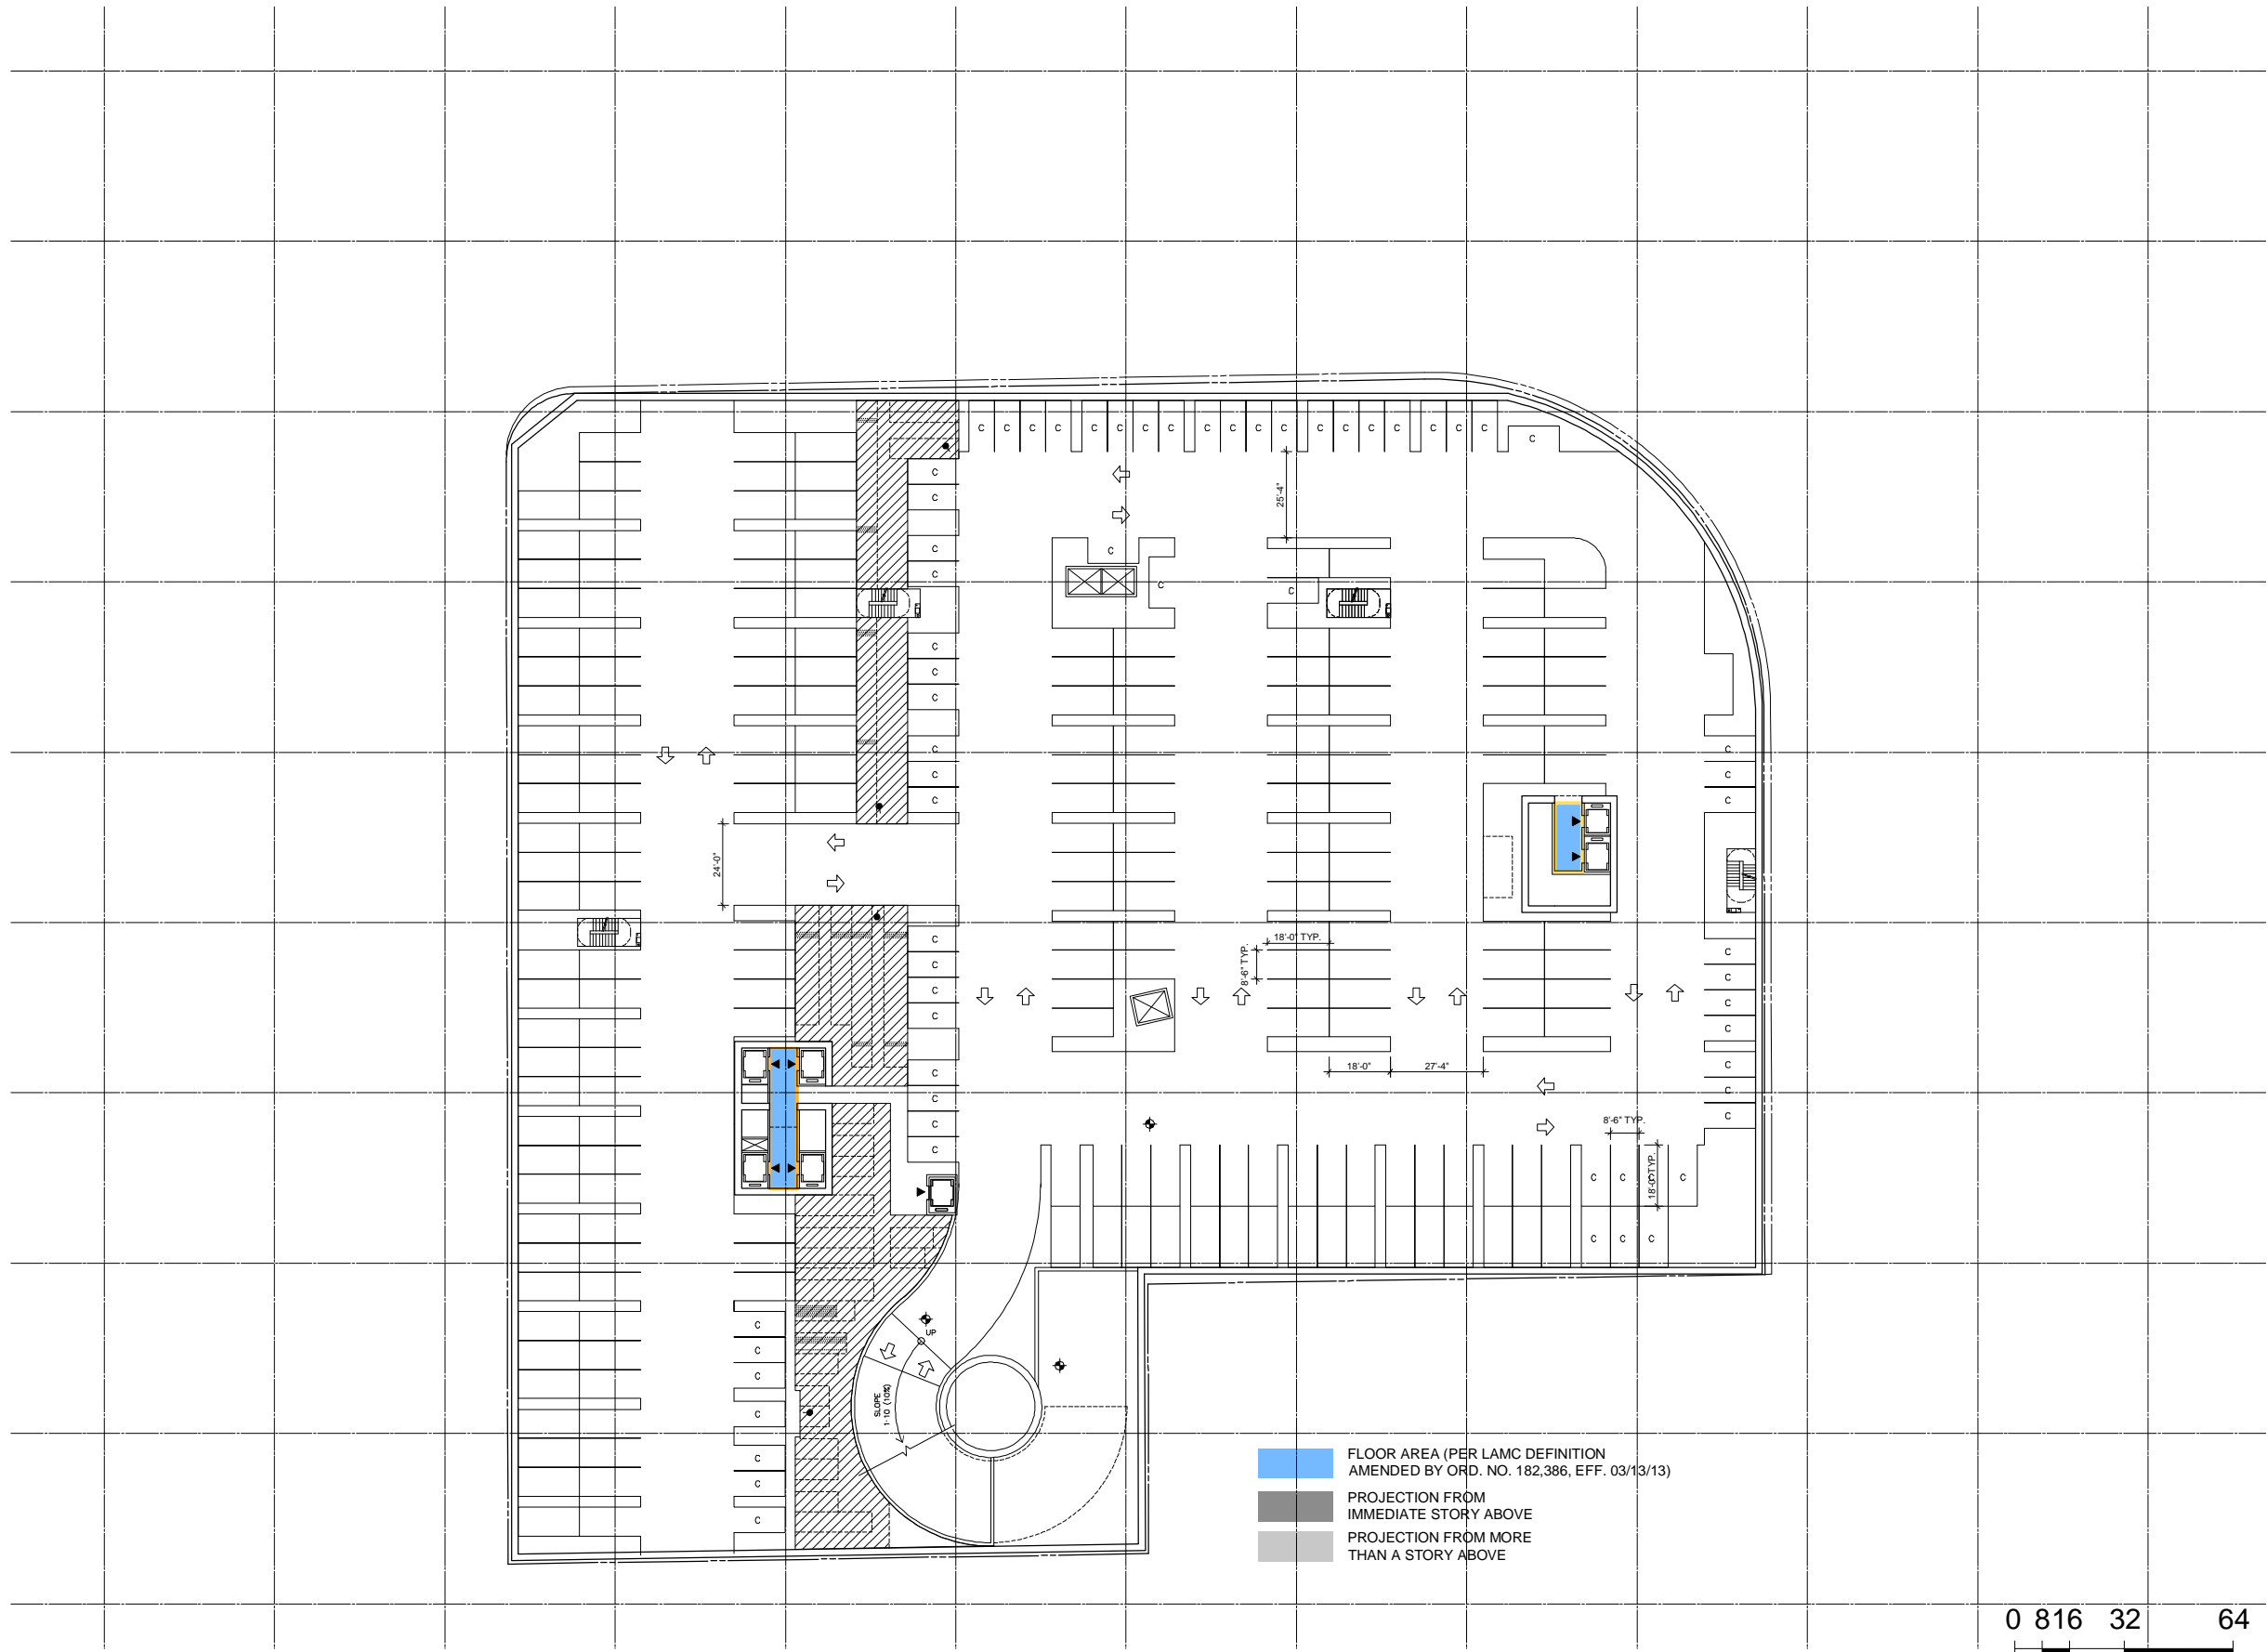 C C C C C C C C C C C C C C C C C C C
C
C
C
25'-4"
C
C
C
C
C
C
C
C
C C
C C
C C
24'-0"
C
C
C
C
18'-0" TYP.
8'-6" TYP.
C
C
C
C
18'-0" 27'-4"
C
C
C
C
C
C
C
8'-6" TYP.
C C C C
18'-0" TYP.
C C C
UP
SLOPE
1-10 (10%)
C
C
C
C
C
C
C
FLOOR AREA (PER LAMC DEFINITION
AMENDED BY ORD. NO. 182,386, EFF. 03/13/13)
PROJECTION FROM
IMMEDIATE STORY ABOVE
PROJECTION FROM MORE
THAN A STORY ABOVE
0 8 16 32 64